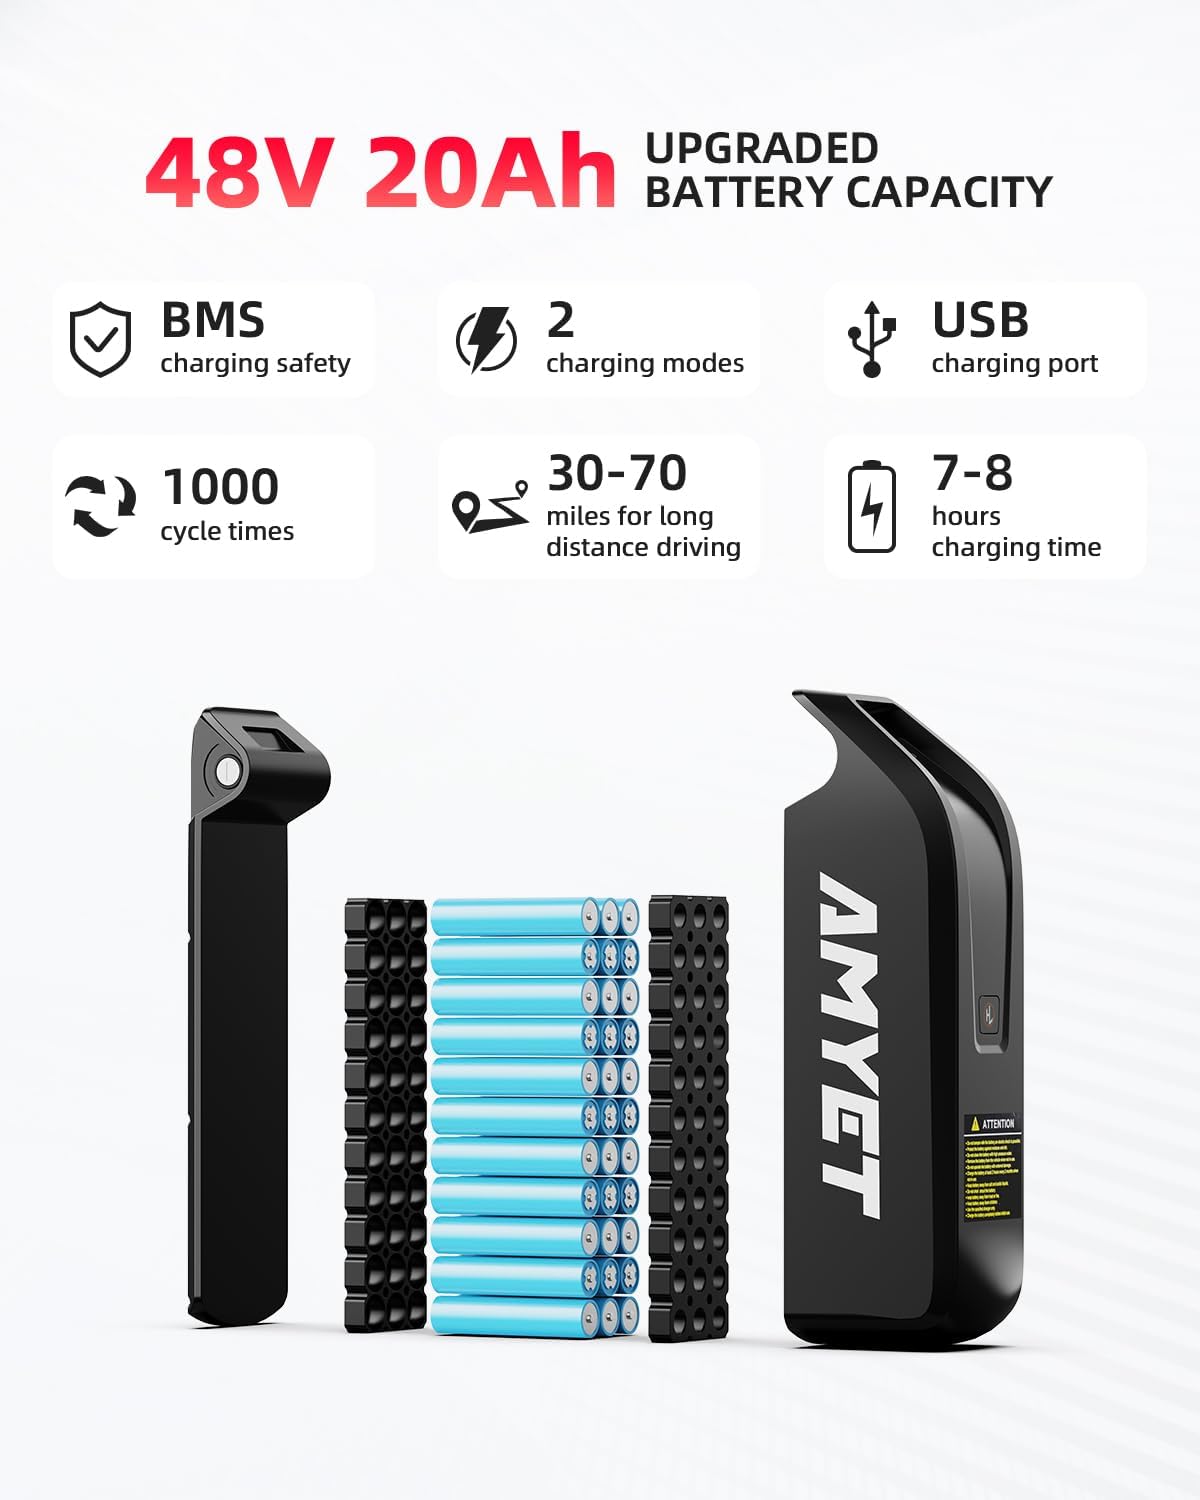 48V 20Ah
UPGRADED
BATTERY CAPACITY
BMS
charging safety
2
charging modes
USB
charging port
1000
cycle times
30-70
miles for long
distance driving
7-8
hours
charging time
AMYET
ATTENTION